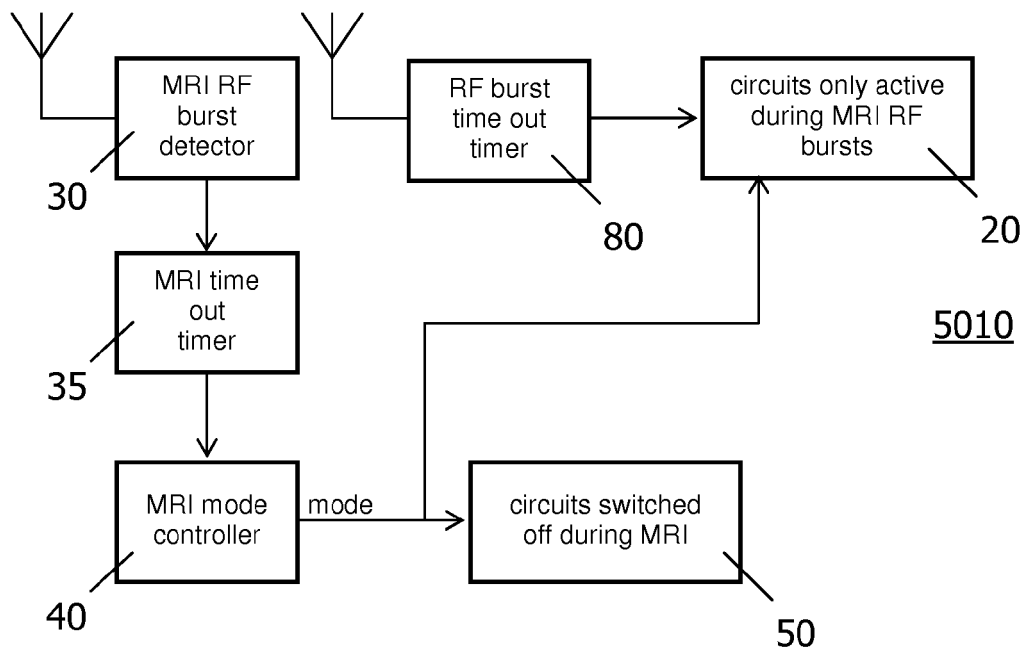 MRI RF
burst
detector
30
RF burst
time out
timer
80
circuits only active
during MRI RF
bursts
20
MRI time
out
timer
35
5010
MRI mode
controller
40
mode
circuits switched
off during MRI
50